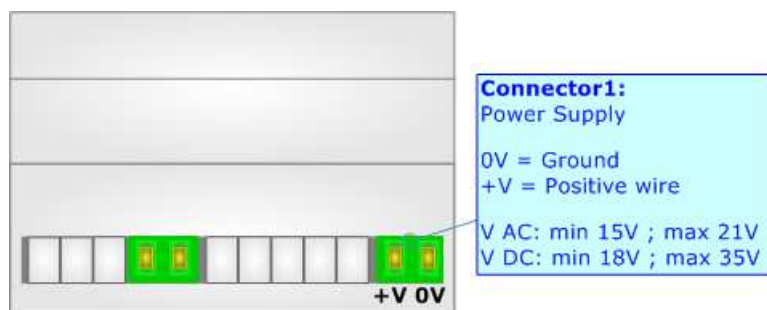 Connector1:
Power Supply
0V = Ground
+V = Positive wire
V AC: min 15V ; max 21V
V DC: min 18V ; max 35V
+V 0V